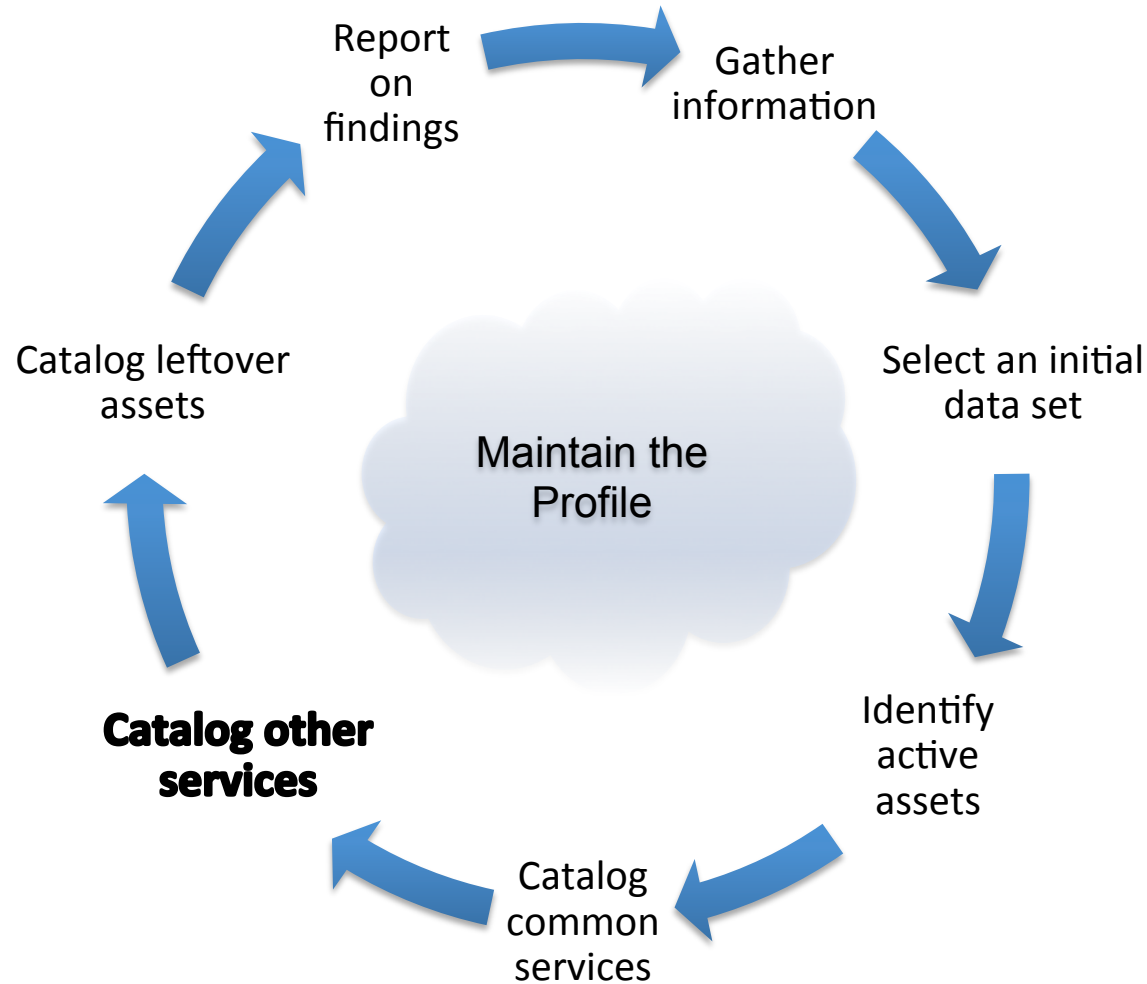 Report
on
findings
Gather
information
Select an initial
data set
Identify
active
assets
Catalog
common
services
Catalog other
services
Catalog leftover
assets
Maintain the
Profile